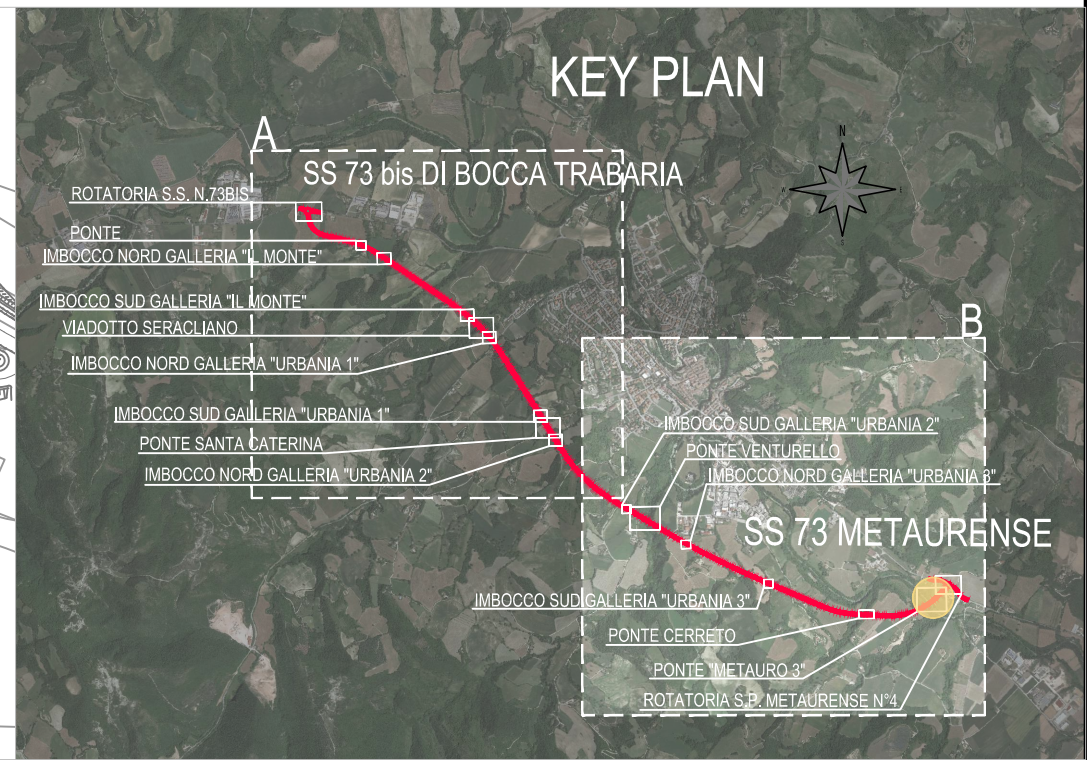 KEY PLAN
N
W
E
S
A
SS 73 bis DI BOCCA TRABARIA
ROTATORIA S.S. N.73BIS
PONTE
IMBOCCO NORD GALLERIA "IL MONTE"
IMBOCCO SUD GALLERIA "IL MONTE"
VIADOTTO SERACLIANO
IMBOCCO NORD GALLERIA "URBANIA 1"
IMBOCCO SUD GALLERIA "URBANIA 1"
PONTE SANTA CATERINA
IMBOCCO NORD GALLERIA "URBANIA 2"
B
IMBOCCO SUD GALLERIA "URBANIA 2"
PONTE VENTURELLO
IMBOCCO NORD GALLERIA "URBANIA 3"
SS 73 METAURENSE
IMBOCCO SUD GALLERIA "URBANIA 3"
PONTE CERRETO
PONTE "METAURO 3"
ROTATORIA S.P. METAURENSE N°4